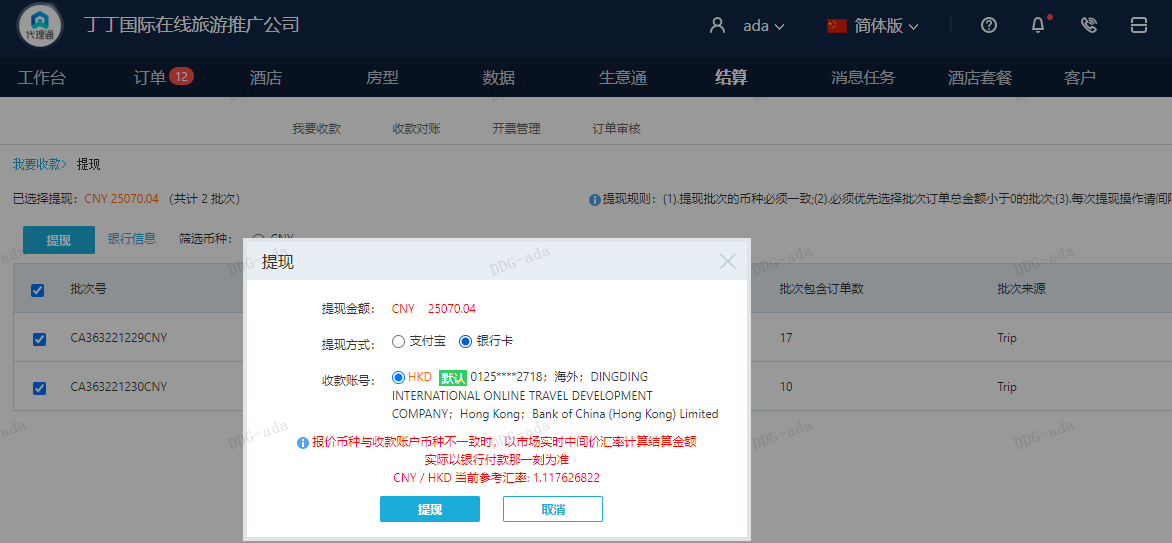 代理通
丁丁国际在线旅游推广公司
ada
简体版
工作台
订单 12
酒店
房型
数据
生意通
结算
消息任务
酒店套餐
客户
我要收款
收款对账
开票管理
订单审核
我要收款> 提现
已选择提现: CNY 25070.04 (共计 2 批次)
提现规则: (1).提现批次的币种必须一致;(2).必须优先选择批次订单总金额小于0的批次;(3).每次提现操作请间
提现
银行信息
筛选币种:
CNY
批次号
批次包含订单数
批次来源
CA363221229CNY
17
Trip
CA363221230CNY
10
Trip
提现
提现金额: CNY 25070.04
提现方式: 支付宝 银行卡
收款账号: HKD 默认 0125****2718; 海外; DINGDING
INTERNATIONAL ONLINE TRAVEL DEVELOPMENT
COMPANY; Hong Kong; Bank of China (Hong Kong) Limited
报价币种与收款账户币种不一致时, 以市场实时中间价汇率计算结算金额
实际以银行付款那一刻为准
CNY / HKD 当前参考汇率: 1.117626822
提现
取消
DDG-ada
DDG-ada
DDG-ada
DDG-ada
DDG-ada
DDG-ada
DDG-ada